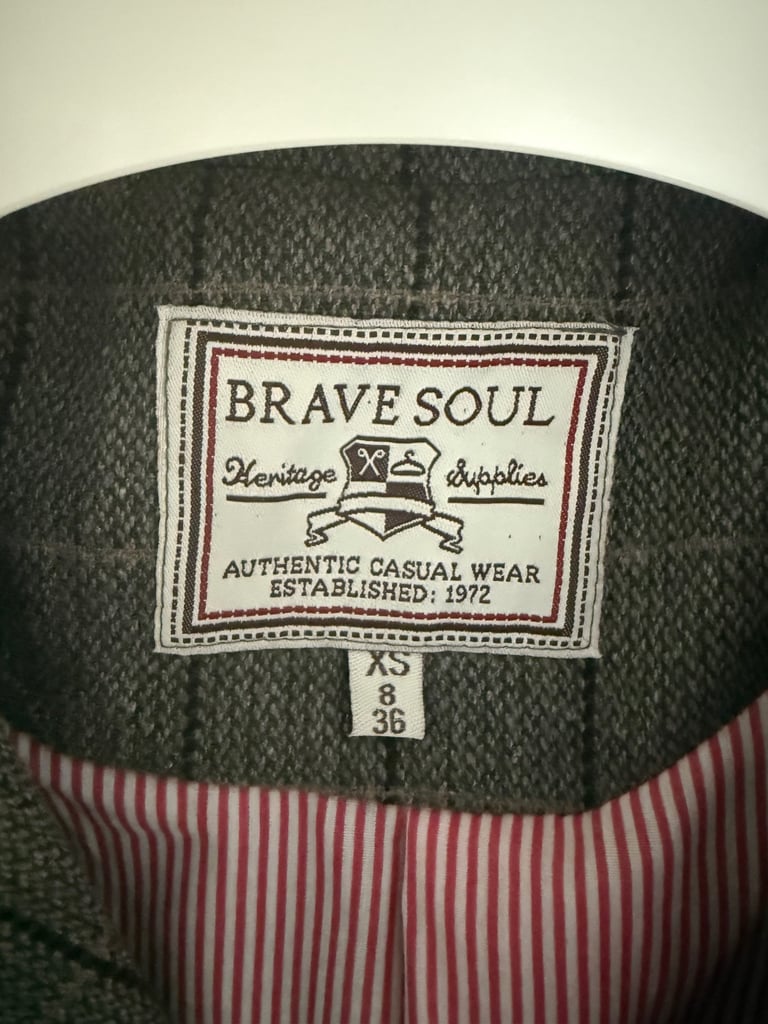 BRAVE SOUL
Heritage Supplies
AUTHENTIC CASUAL WEAR
ESTABLISHED: 1972
XS
8
36